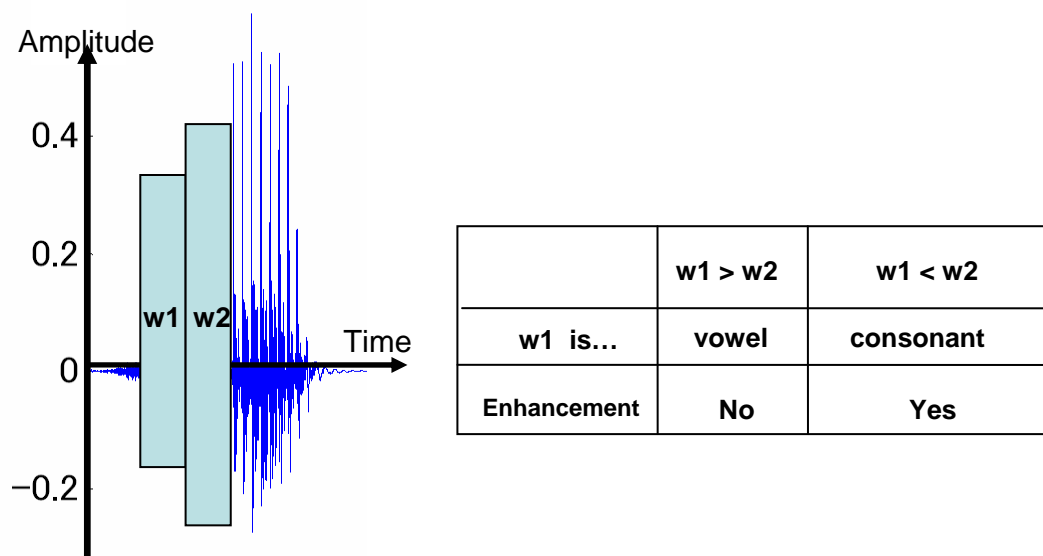 Amplitude
0.4
0.2
w1 w2
Time
0
−0.2
w1 > w2 w1 < w2
w1 is... vowel consonant
Enhancement No Yes